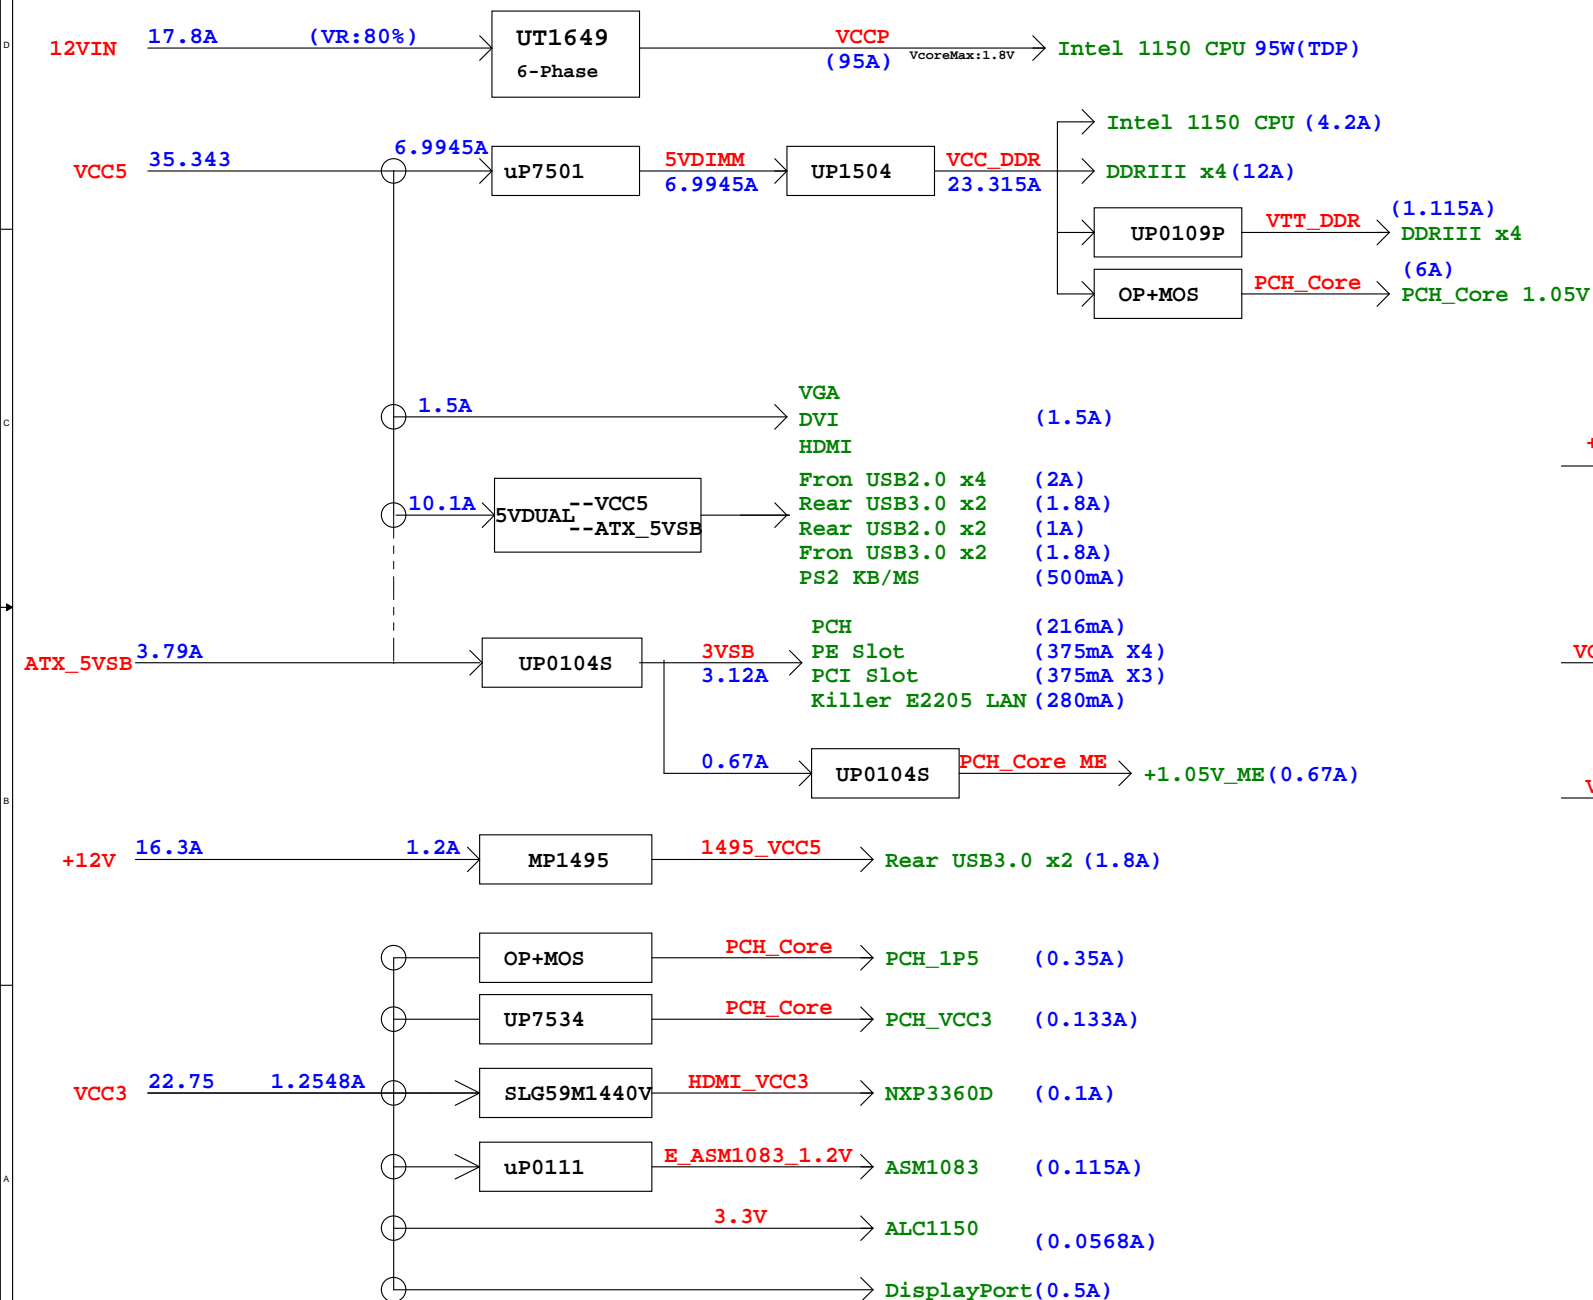 D
12VIN 17.8A (VR:80%) UT1649 VCCP Intel 1150 CPU 95W(TDP)
6-Phase (95A) VcoreMax:1.8V
Intel 1150 CPU (4.2A)
VCC5 35.343 6.9945A uP7501 5VDIMM UP1504 VCC_DDR DDRIII x4 (12A)
6.9945A 23.315A
(1.115A)
UP0109P VTT_DDR DDRIII x4
(6A)
OP+MOS PCH_Core PCH_Core 1.05V
VGA
C 1.5A DVI (1.5A)
HDMI
Fron USB2.0 x4 (2A)
10.1A 5VDUAL --VCC5 Rear USB3.0 x2 (1.8A)
--ATX_5VSB Rear USB2.0 x2 (1A)
Fron USB3.0 x2 (1.8A)
PS2 KB/MS (500mA)
PCH (216mA)
ATX_5VSB 3.79A UP0104S 3VSB PE Slot (375mA X4)
3.12A PCI Slot (375mA X3)
Killer E2205 LAN (280mA)
0.67A UP0104S PCH_Core ME +1.05V_ME (0.67A)
B
+12V 16.3A 1.2A MP1495 1495_VCC5 Rear USB3.0 x2 (1.8A)
OP+MOS PCH_Core PCH_1P5 (0.35A)
UP7534 PCH_Core PCH_VCC3 (0.133A)
VCC3 22.75 1.2548A SLG59M1440V HDMI_VCC3 NXP3360D (0.1A)
A uP0111 E_ASM1083_1.2V ASM1083 (0.115A)
3.3V ALC1150 (0.0568A)
DisplayPort (0.5A)